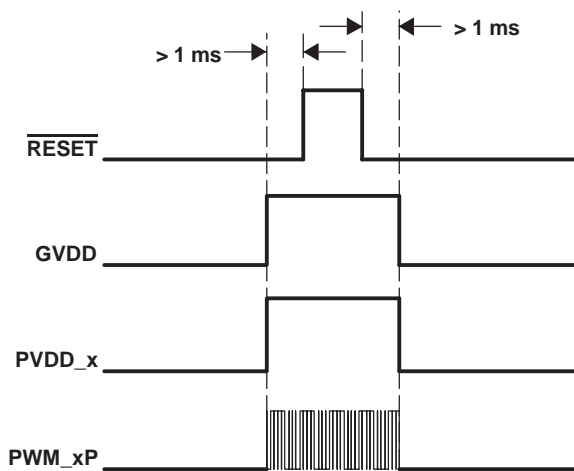 > 1 ms
> 1 ms
RESET
GVDD
PVDD_x
PWM_xP